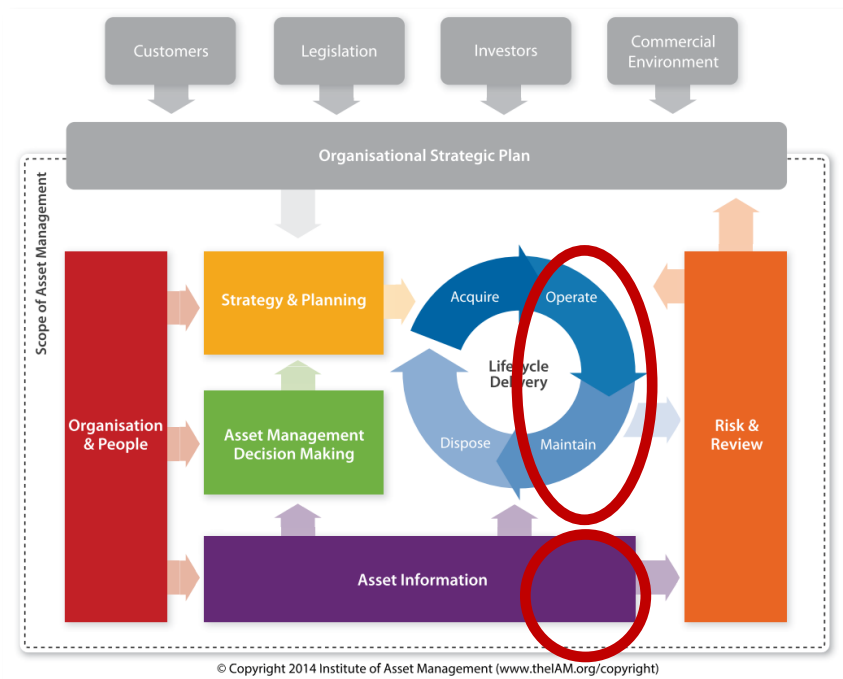 Customers
Legislation
Investors
Commercial
Environment
Organisational Strategic Plan
Scope of Asset Management
Strategy & Planning
Acquire
Operate
Lifecycle
Delivery
Organisation
& People
Asset Management
Decision Making
Dispose
Maintain
Risk &
Review
Asset Information
© Copyright 2014 Institute of Asset Management (www.theIAM.org/copyright)